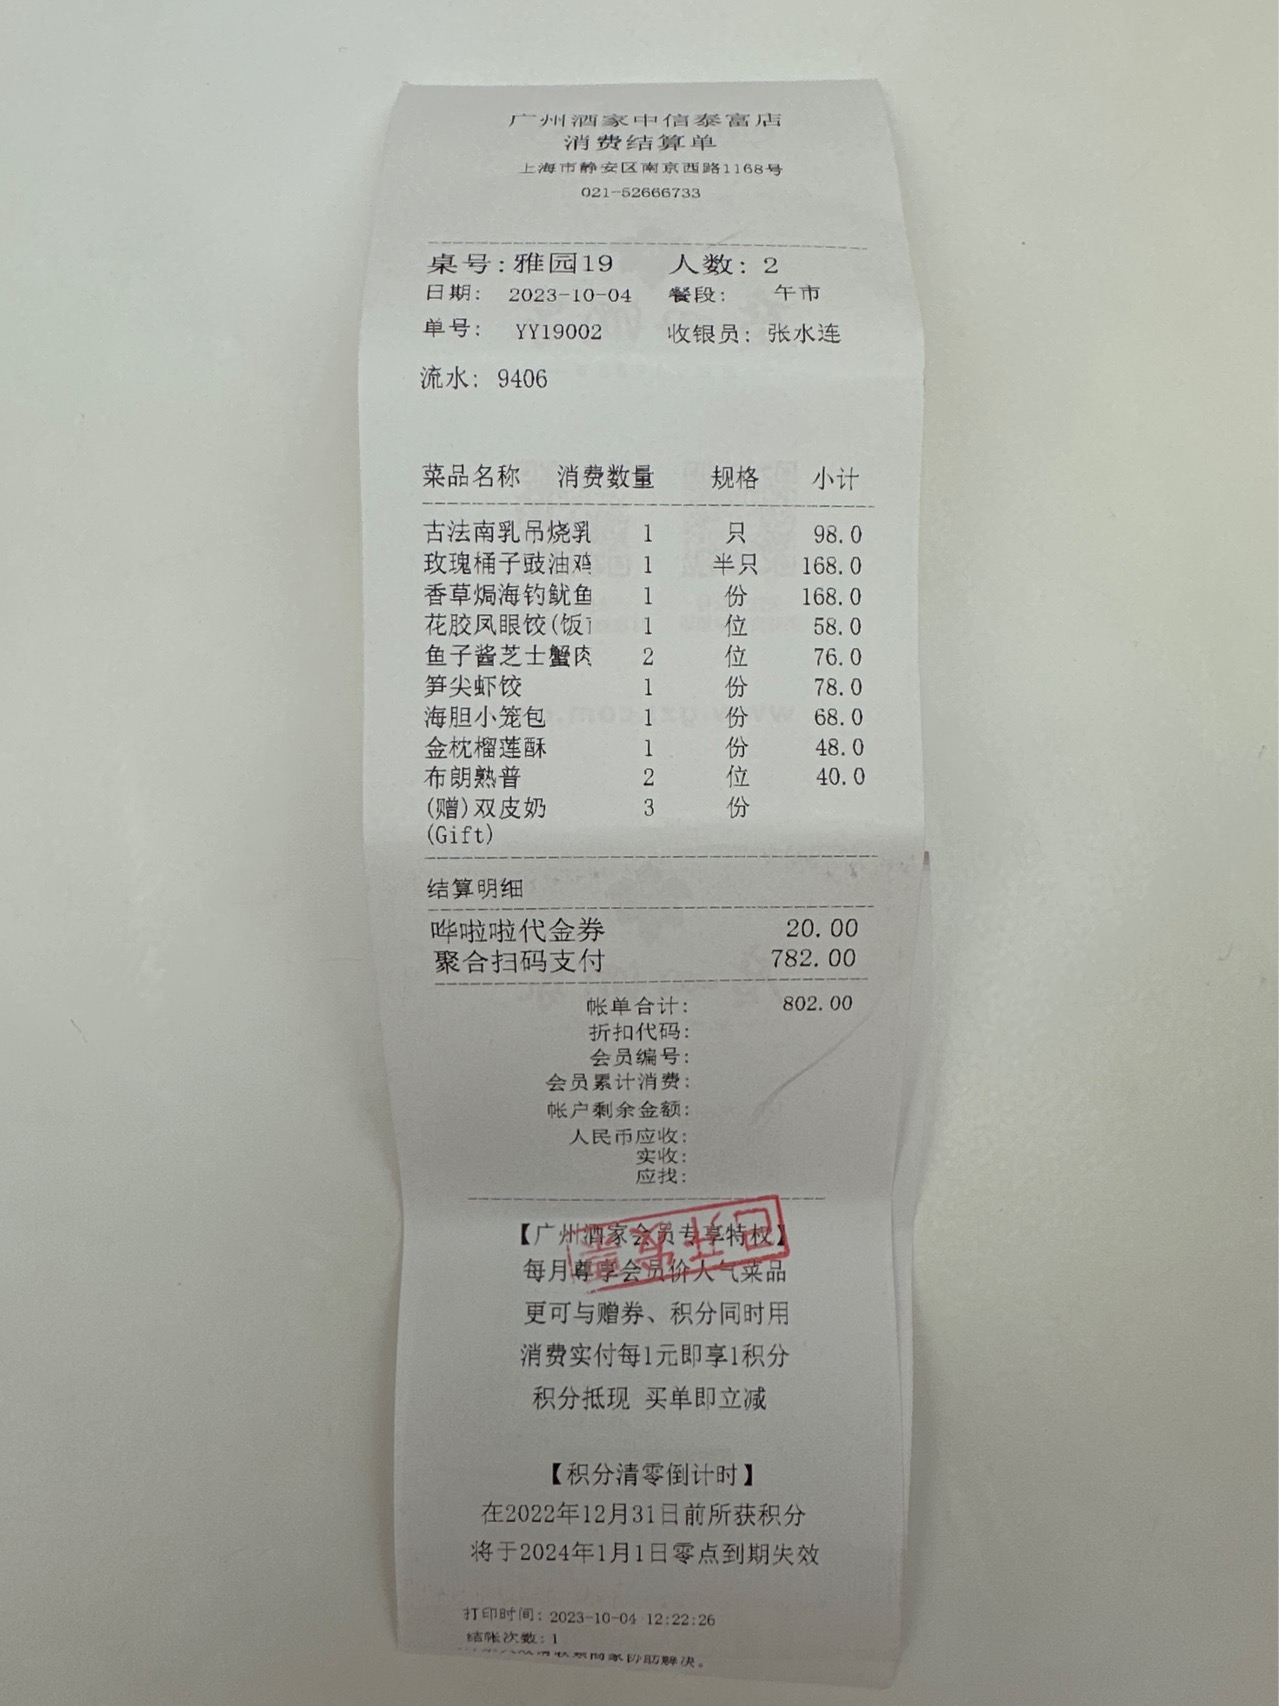 广州酒家中信泰富店
消费结算单
上海市静安区南京西路1168号
021-52666733
桌号:雅园19 人数: 2
日期: 2023-10-04 餐段: 午市
单号: YY19002 收银员: 张水连
流水: 9406
菜品名称 消费数量 规格 小计
古法南乳吊烧乳 1 只 98.0
玫瑰桶子豉油鸡 1 半只 168.0
香草焗海钓鱿鱼 1 份 168.0
花胶凤眼饺(饭 1 位 58.0
鱼子酱芝士蟹肉 2 位 76.0
笋尖虾饺 1 份 78.0
海胆小笼包 1 份 68.0
金枕榴莲酥 1 份 48.0
布朗熟普 2 位 40.0
(赠)双皮奶 3 份
(Gift)
结算明细
哗啦啦代金券 20.00
聚合扫码支付 782.00
帐单合计: 802.00
折扣代码:
会员编号:
会员累计消费:
帐户剩余金额:
人民币应收:
实收:
应找:
【广州酒家会员专享特权】
每月尊享会员价人气菜品
更可与赠券、积分同时用
消费实付每1元即享1积分
积分抵现 买单即立减
【积分清零倒计时】
在2022年12月31日前所获积分
将于2024年1月1日零点到期失效
打印时间: 2023-10-04 12:22:26
结帐次数: 1
商家协助解决。